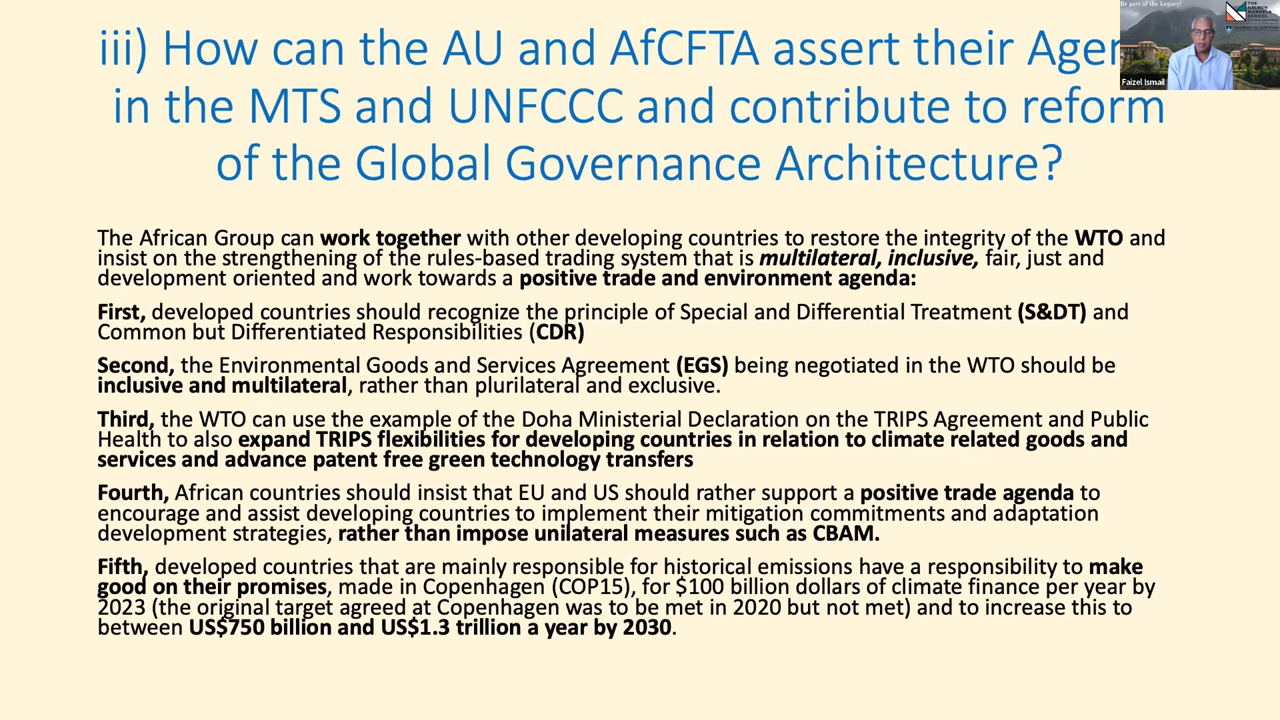 Be part of the Legacy!
THE
NELSON
MANDELA
SCHOOL
Faizel Ismail
iii) How can the AU and AfCFTA assert their Agen
in the MTS and UNFCCC and contribute to reform
of the Global Governance Architecture?
The African Group can work together with other developing countries to restore the integrity of the WTO and
insist on the strengthening of the rules-based trading system that is multilateral, inclusive, fair, just and
development oriented and work towards a positive trade and environment agenda:
First, developed countries should recognize the principle of Special and Differential Treatment (S&DT) and
Common but Differentiated Responsibilities (CDR)
Second, the Environmental Goods and Services Agreement (EGS) being negotiated in the WTO should be
inclusive and multilateral, rather than plurilateral and exclusive.
Third, the WTO can use the example of the Doha Ministerial Declaration on the TRIPS Agreement and Public
Health to also expand TRIPS flexibilities for developing countries in relation to climate related goods and
services and advance patent free green technology transfers
Fourth, African countries should insist that EU and US should rather support a positive trade agenda to
encourage and assist developing countries to implement their mitigation commitments and adaptation
development strategies, rather than impose unilateral measures such as CBAM.
Fifth, developed countries that are mainly responsible for historical emissions have a responsibility to make
good on their promises, made in Copenhagen (COP15), for $100 billion dollars of climate finance per year by
2023 (the original target agreed at Copenhagen was to be met in 2020 but not met) and to increase this to
between US$750 billion and US$1.3 trillion a year by 2030.